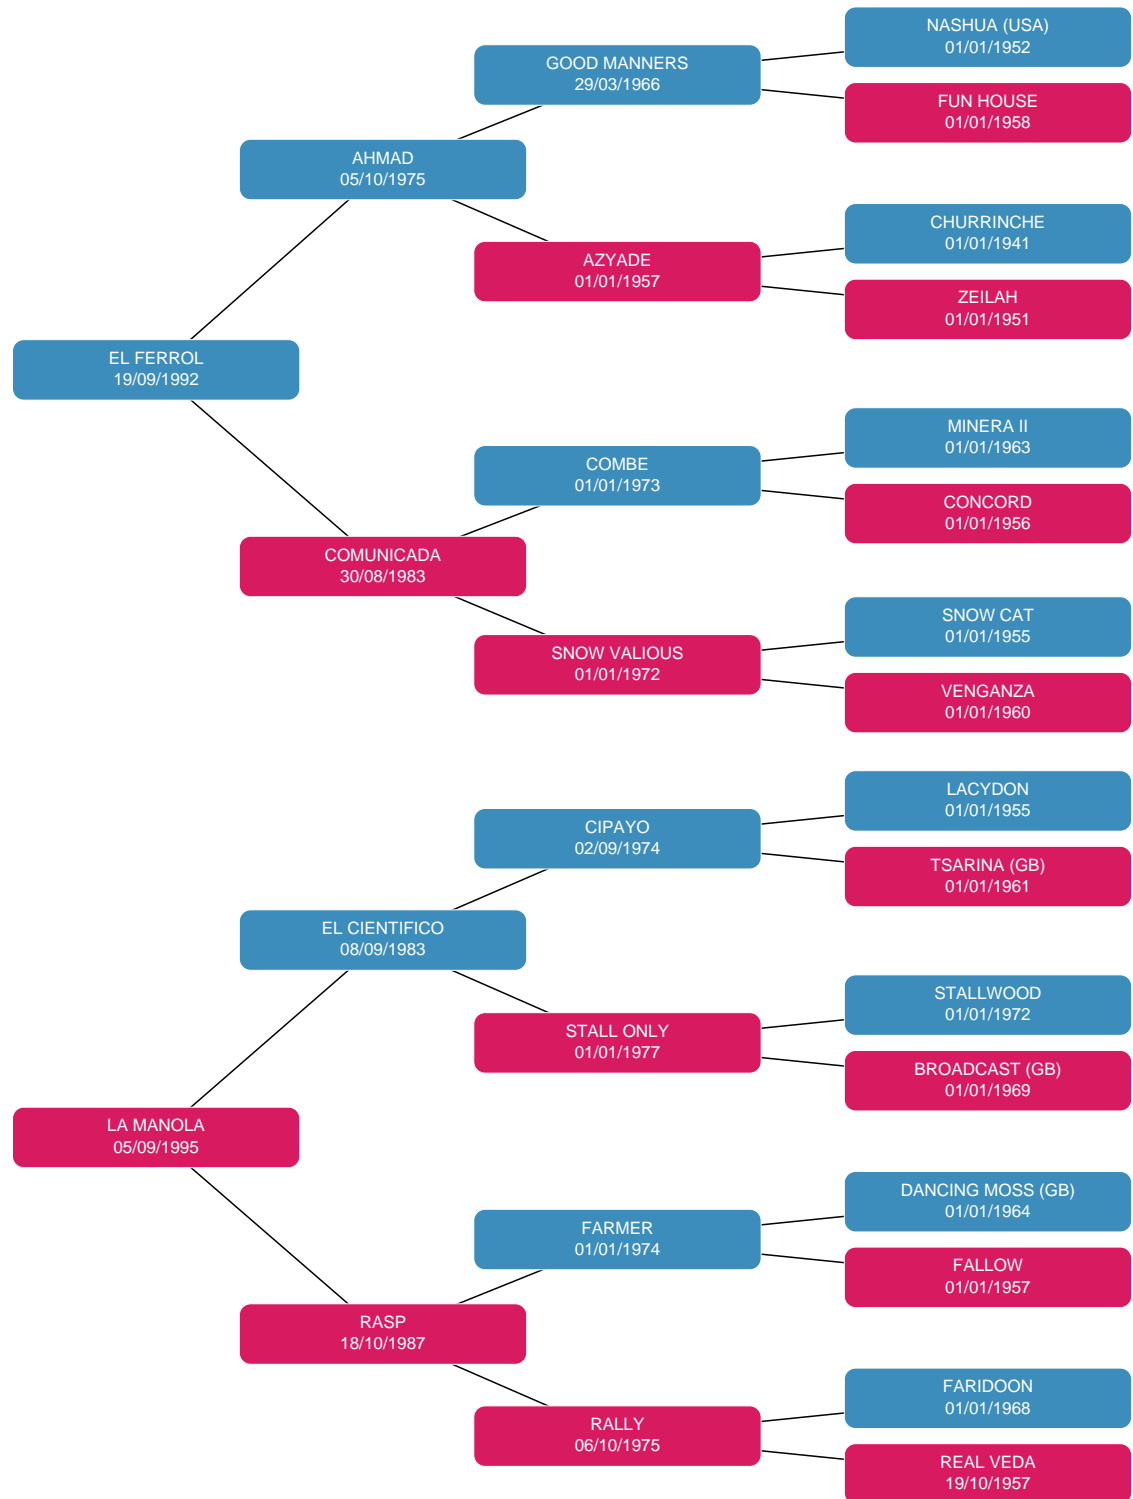 NASHUA (USA)
01/01/1952
GOOD MANNERS
29/03/1966
FUN HOUSE
01/01/1958
AHMAD
05/10/1975
CHURRINCHE
01/01/1941
AZYADE
01/01/1957
ZEILAH
01/01/1951
EL FERROL
19/09/1992
MINERA II
01/01/1963
COMBE
01/01/1973
CONCORD
01/01/1956
COMUNICADA
30/08/1983
SNOW CAT
01/01/1955
SNOW VALIOUS
01/01/1972
VENGANZA
01/01/1960
LACYDON
01/01/1955
CIPAYO
02/09/1974
TSARINA (GB)
01/01/1961
EL CIENTIFICO
08/09/1983
STALLWOOD
01/01/1972
STALL ONLY
01/01/1977
BROADCAST (GB)
01/01/1969
LA MANOLA
05/09/1995
DANCING MOSS (GB)
01/01/1964
FARMER
01/01/1974
FALLOW
01/01/1957
RASP
18/10/1987
FARIDOON
01/01/1968
RALLY
06/10/1975
REAL VEDA
19/10/1957